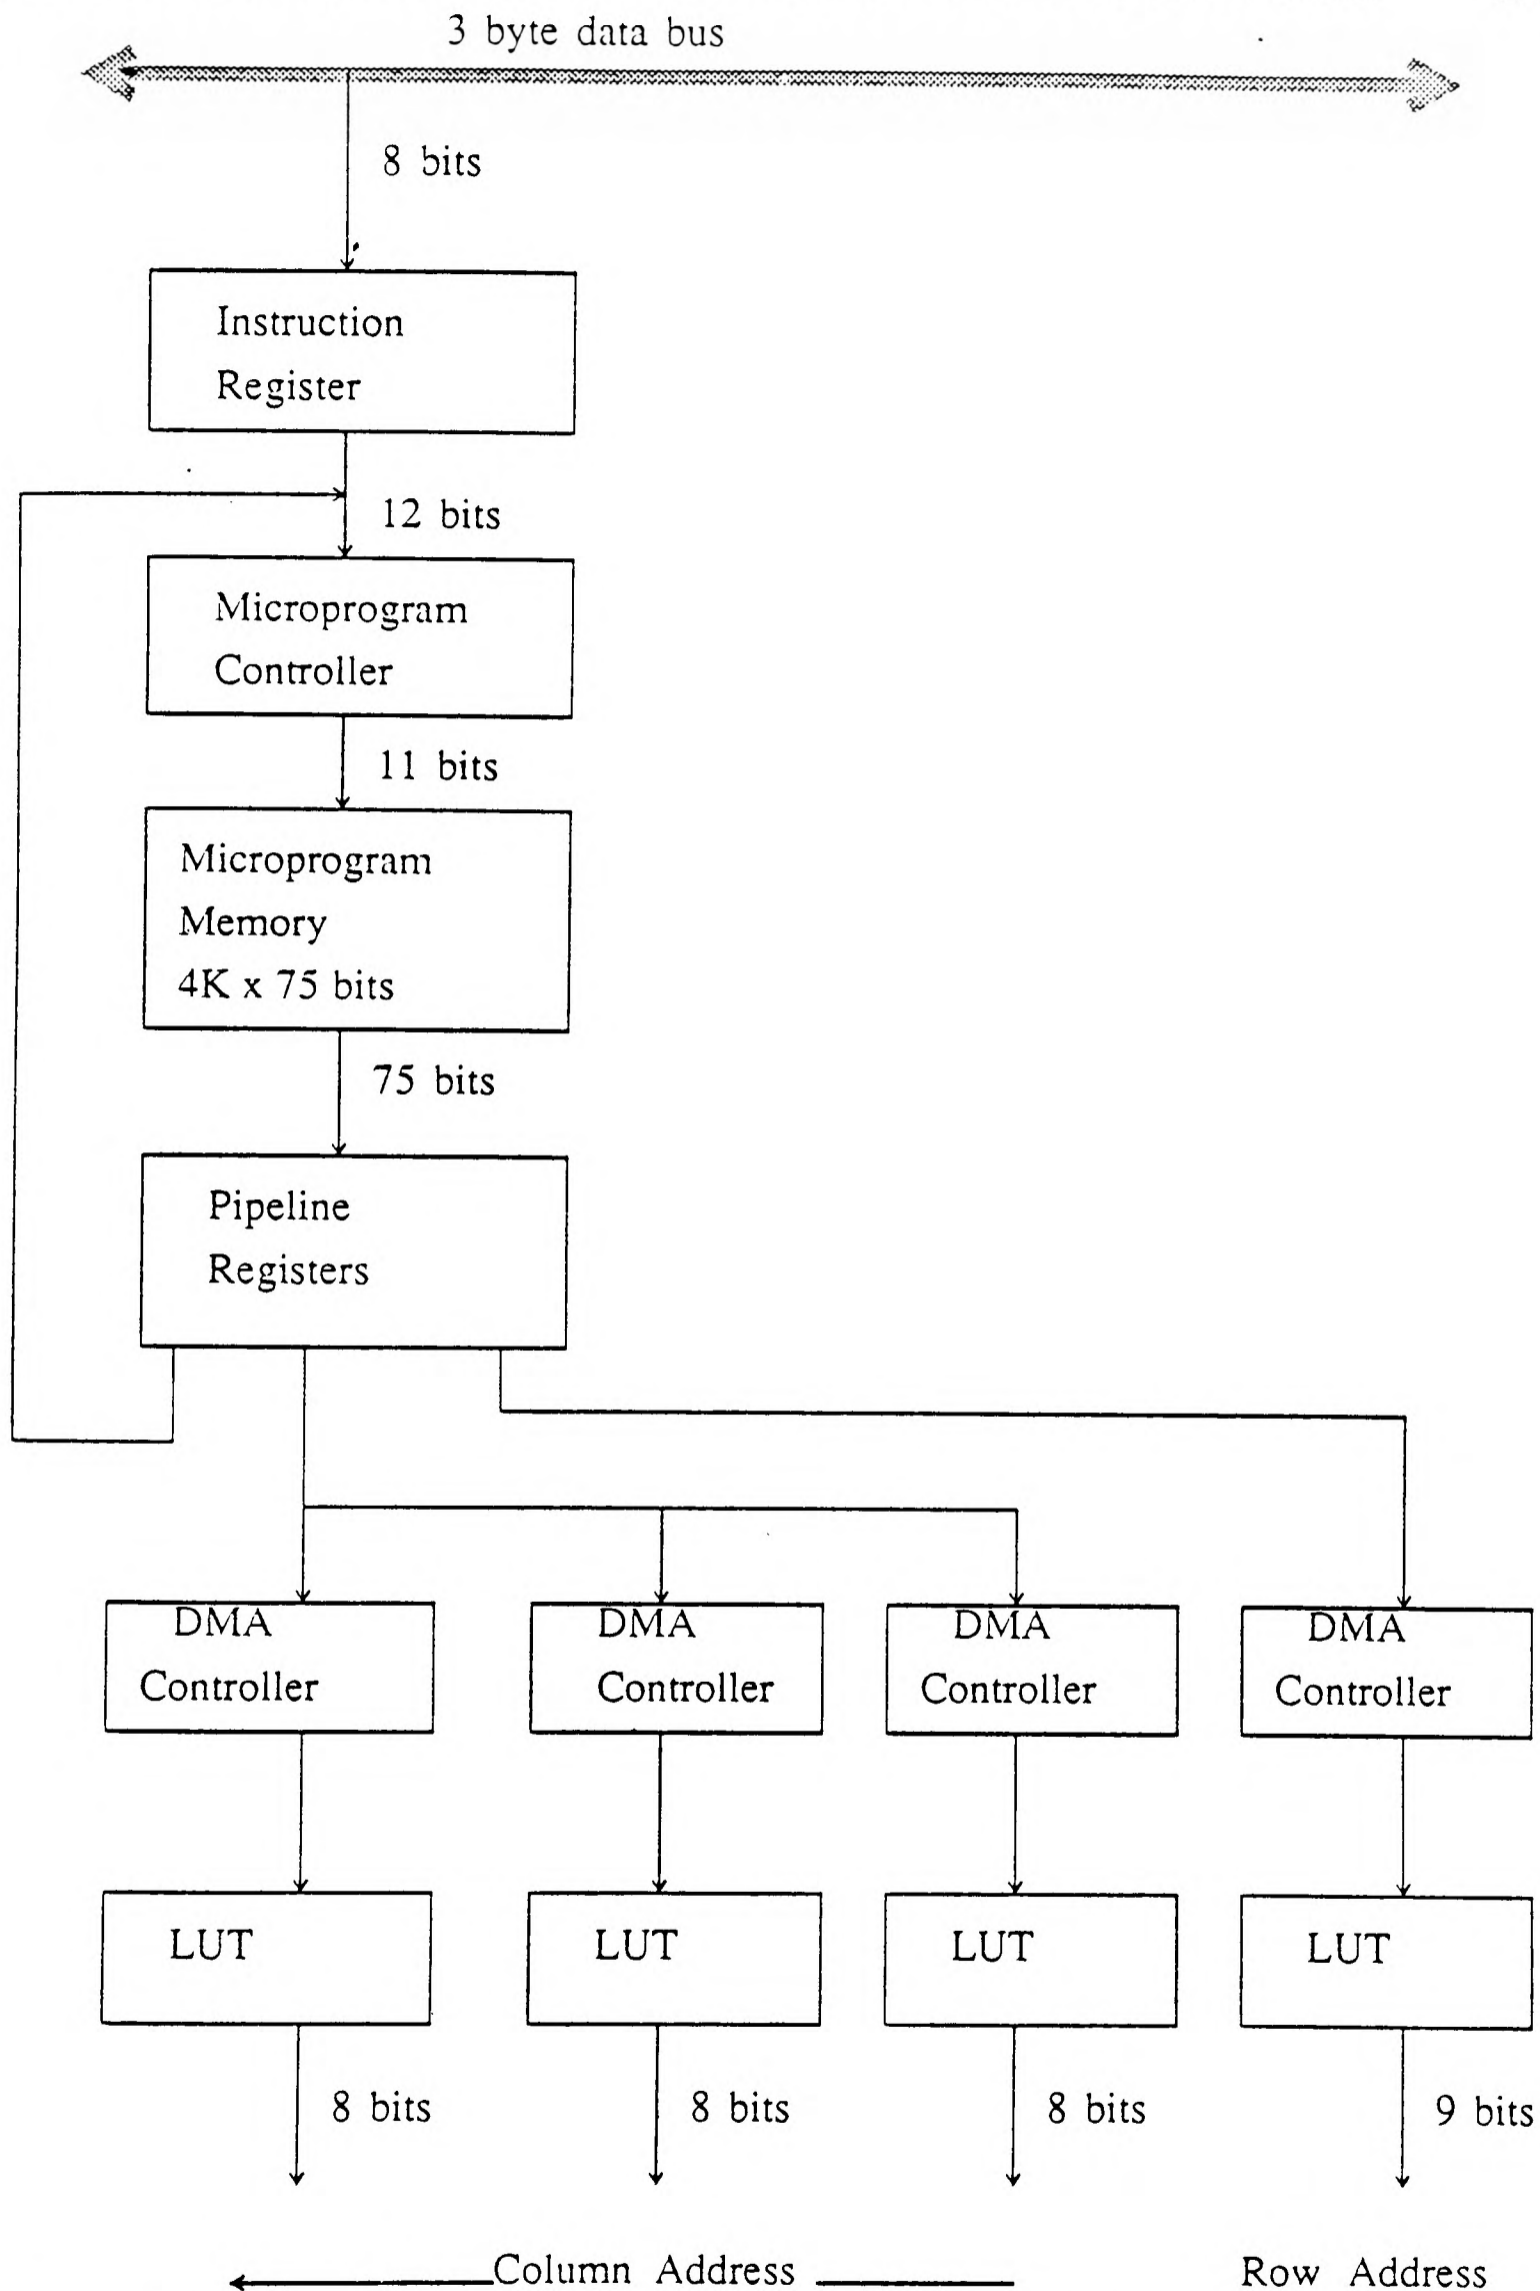 3 byte data bus
8 bits
Instruction
Register
12 bits
Microprogram
Controller
11 bits
Microprogram
Memory
4K x 75 bits
75 bits
Pipeline
Registers
DMA
Controller
DMA
Controller
DMA
Controller
DMA
Controller
LUT
LUT
LUT
LUT
8 bits
8 bits
8 bits
9 bits
Column Address
Row Address